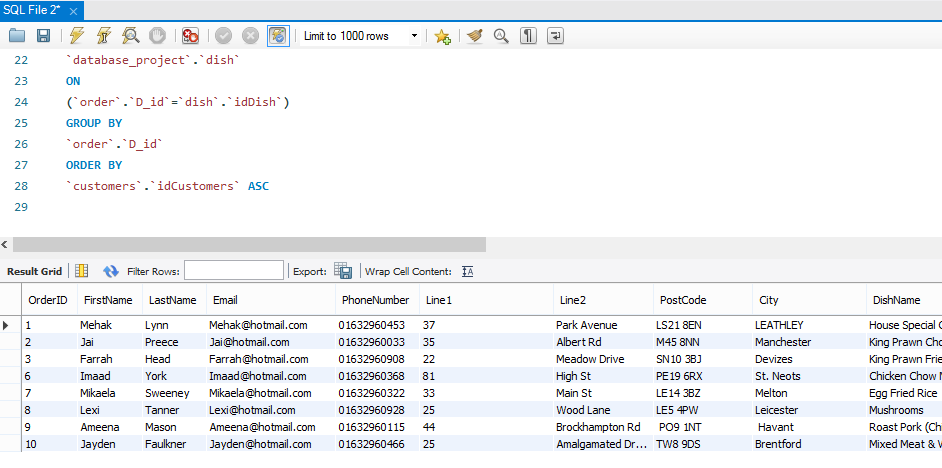 SQL File 2*
Limit to 1000 rows
22 `database_project`.`dish`
23 ON
24 (`order`.`D_id`=`dish`.`idDish`)
25 GROUP BY
26 `order`.`D_id`
27 ORDER BY
28 `customers`.`idCustomers` ASC
29
Result Grid Filter Rows: Export: Wrap Cell Content:
OrderID FirstName LastName Email PhoneNumber Line1 Line2 PostCode City DishName
1 Mehak Lynn Mehak@hotmail.com 01632960453 37 Park Avenue LS21 8EN LEATHLEY House Special
2 Jai Preece Jai@hotmail.com 01632960033 35 Albert Rd M45 8NN Manchester King Prawn Cho
3 Farrah Head Farrah@hotmail.com 01632960908 22 Meadow Drive SN10 3BJ Devizes King Prawn Frie
6 Imaad York Imaad@hotmail.com 01632960368 81 High St PE19 6RX St. Neots Chicken Chow
7 Mikaela Sweeney Mikaela@hotmail.com 01632960322 33 Main St LE14 3BZ Melton Egg Fried Rice
8 Lexi Tanner Lexi@hotmail.com 01632960928 25 Wood Lane LE5 4PW Leicester Mushrooms
9 Ameena Mason Ameena@hotmail.com 01632960115 44 Brockhampton Rd PO9 1NT Havant Roast Pork (Ch
10 Jayden Faulkner Jayden@hotmail.com 01632960466 25 Amalgamated Dr... TW8 9DS Brentford Mixed Meat &